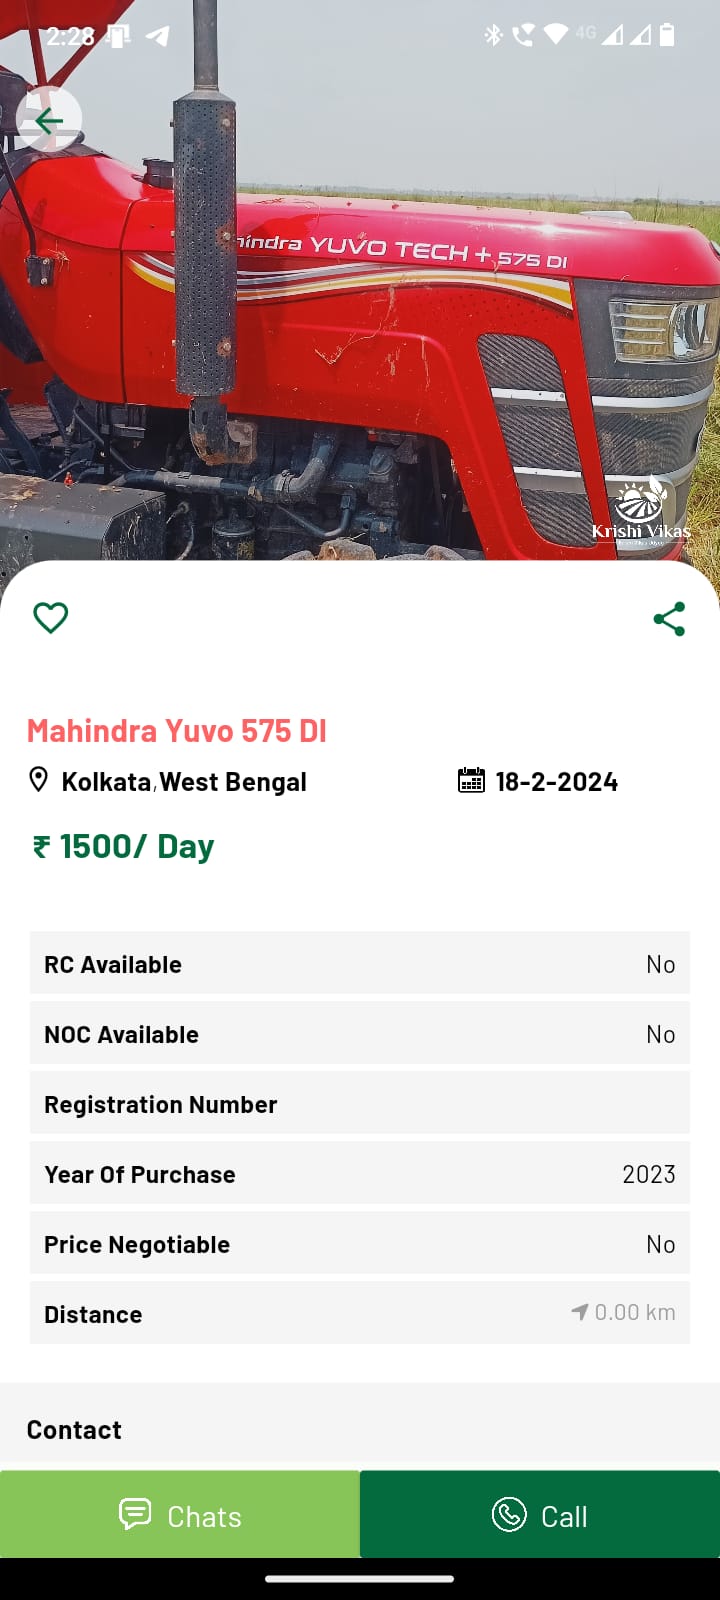 2:28
4G
hindra YUVO TECH + 575 DI
Krishi Vikas
Mahindra Yuvo 575 DI
Kolkata,West Bengal
18-2-2024
₹ 1500/ Day
RC Available No
NOC Available No
Registration Number
Year Of Purchase 2023
Price Negotiable No
Distance 0.00 km
Contact
Chats
Call